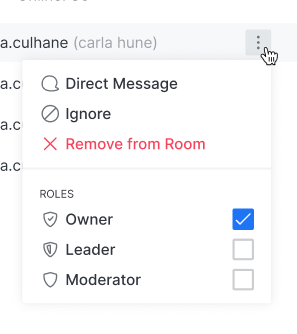 a.culhane (carla hune)
a.c
Direct Message
Ignore
a.c
Remove from Room
a.c
ROLES
Owner
Leader
Moderator